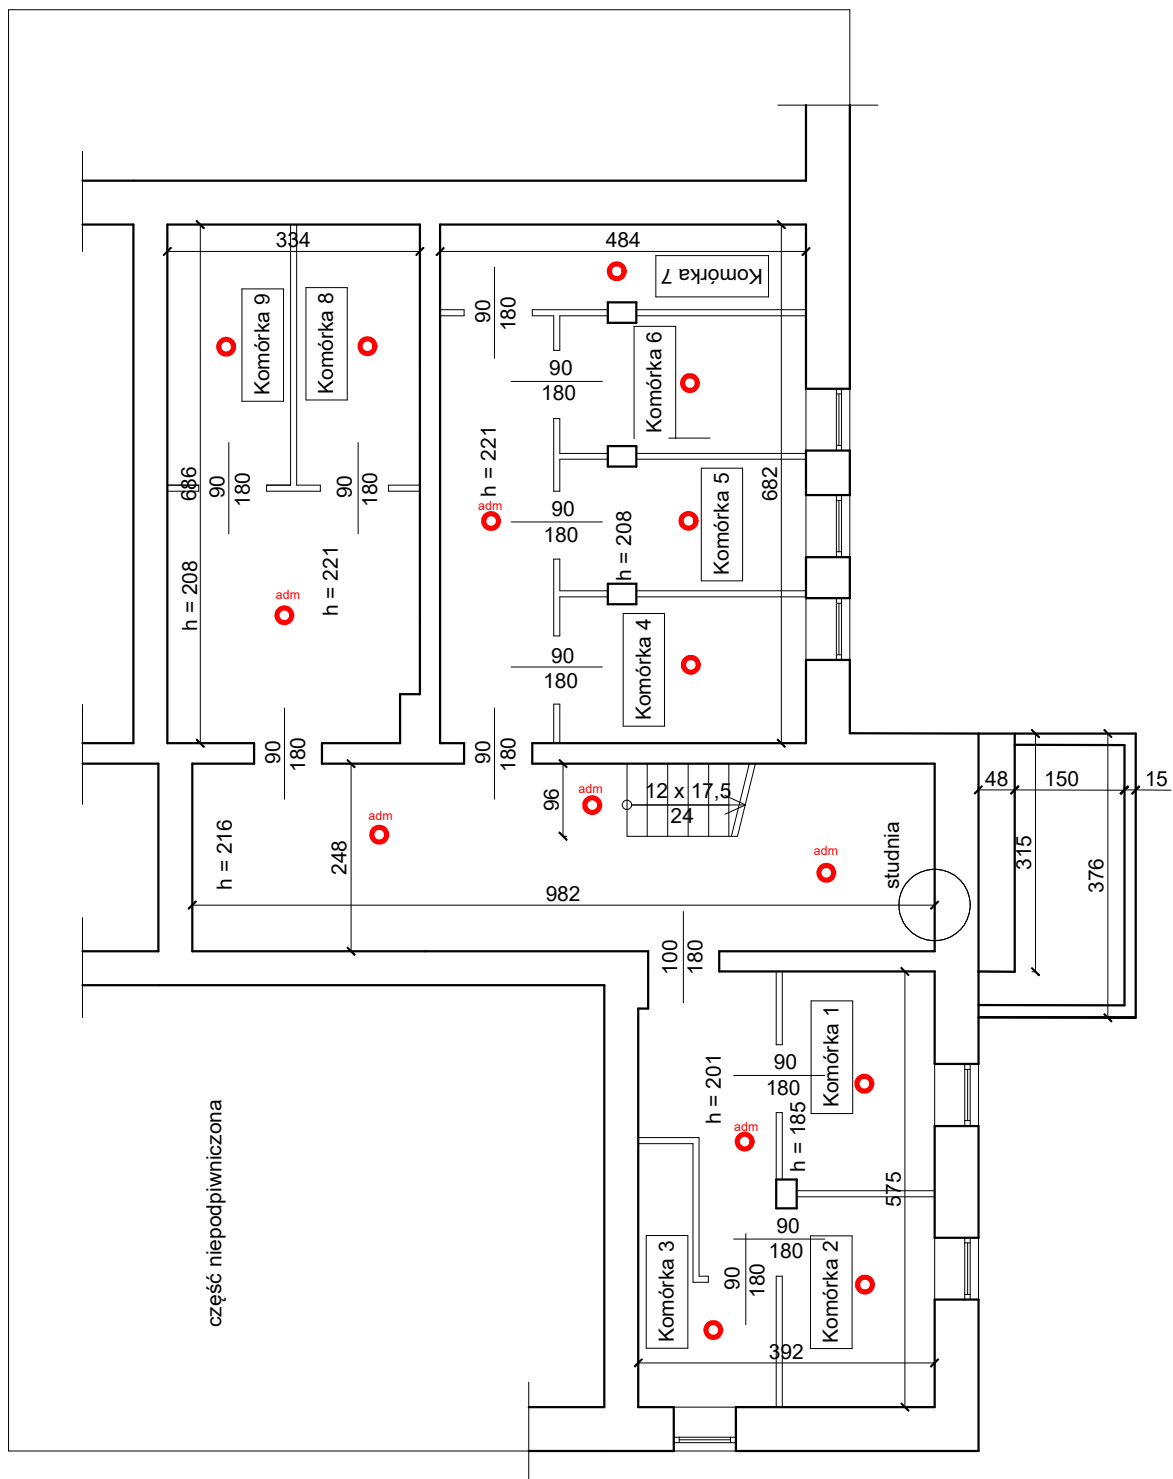 334
484
Komórka 7
Komórka 9
Komórka 8
90
180
Komórka 6
90
180
686
90
180
90
180
h = 221
682
Komórka 5
adm
90
180
h = 208
h = 208
h = 221
adm
Komórka 4
90
180
90
180
90
180
96
adm
12 x 17,5
24
48
150
15
adm
h = 216
248
adm
studnia
315
376
982
100
180
Komórka 1
90
180
h = 201
h = 185
adm
część niepodpiwniczona
575
90
180
Komórka 3
90
180
Komórka 2
392